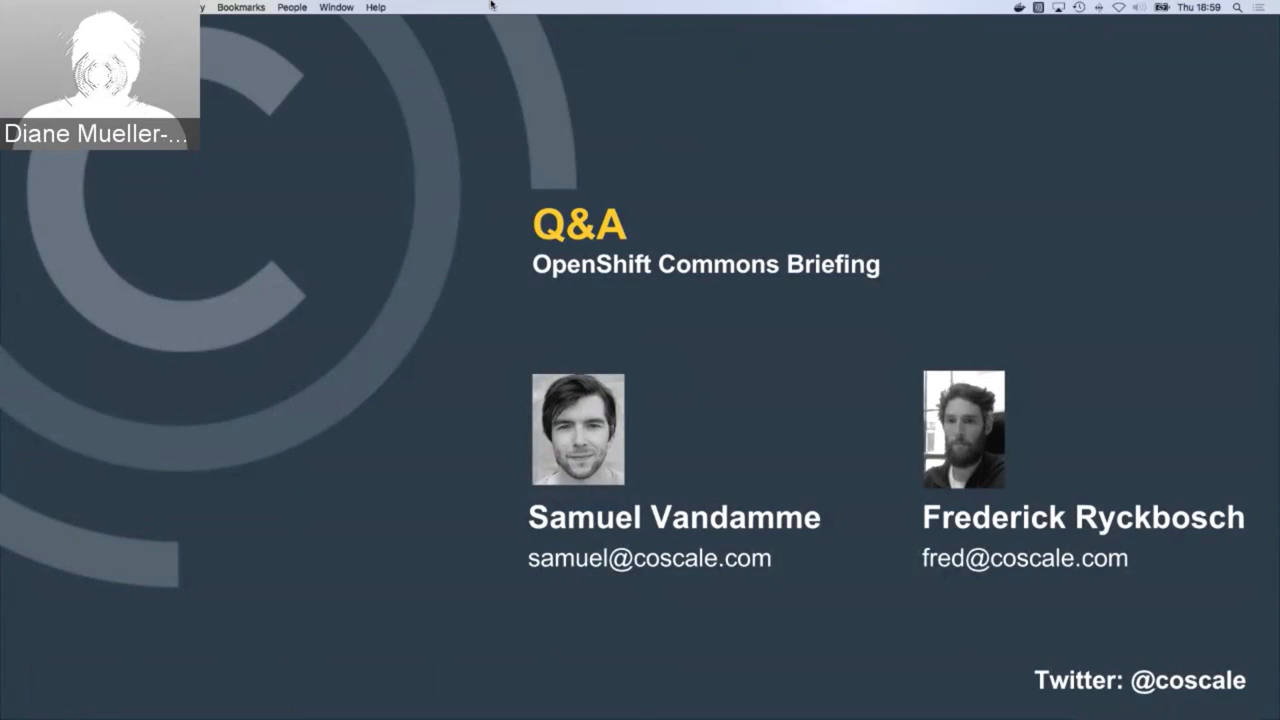 y Bookmarks People Window Help
Thu 18:59
Diane Mueller-...
Q&A
OpenShift Commons Briefing
Samuel Vandamme
samuel@coscale.com
Frederick Ryckbosch
fred@coscale.com
Twitter: @coscale